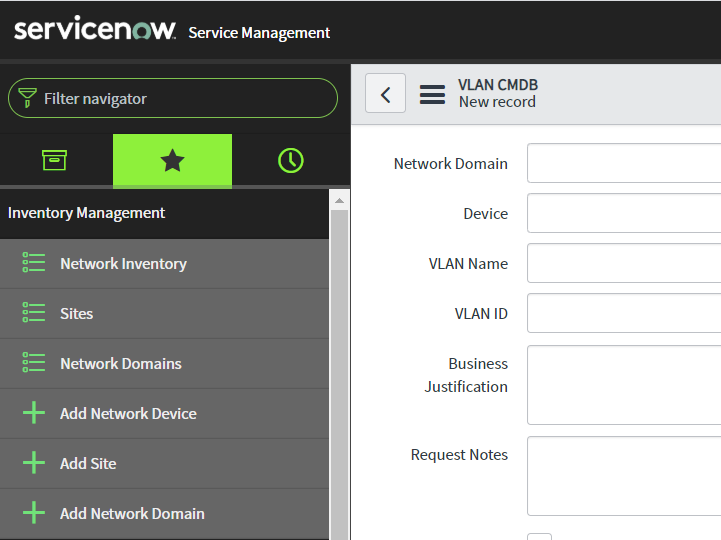 servicenow Service Management
Filter navigator
Inventory Management
Network Inventory
Sites
Network Domains
Add Network Device
Add Site
Add Network Domain
VLAN CMDB
New record
Network Domain
Device
VLAN Name
VLAN ID
Business
Justification
Request Notes